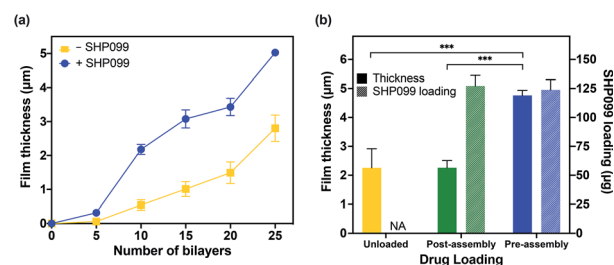 (a)
− SHP099
+ SHP099
Film thickness (μm)
5
4
3
2
1
0
0 5 10 15 20 25
Number of bilayers
(b)
***
***
Thickness
SHP099 loading
Film thickness (μm)
6
5
4
3
2
1
0
NA
Unloaded Post-assembly Pre-assembly
Drug Loading
150
125
100
75
50
25
0
SHP099 loading (μg)